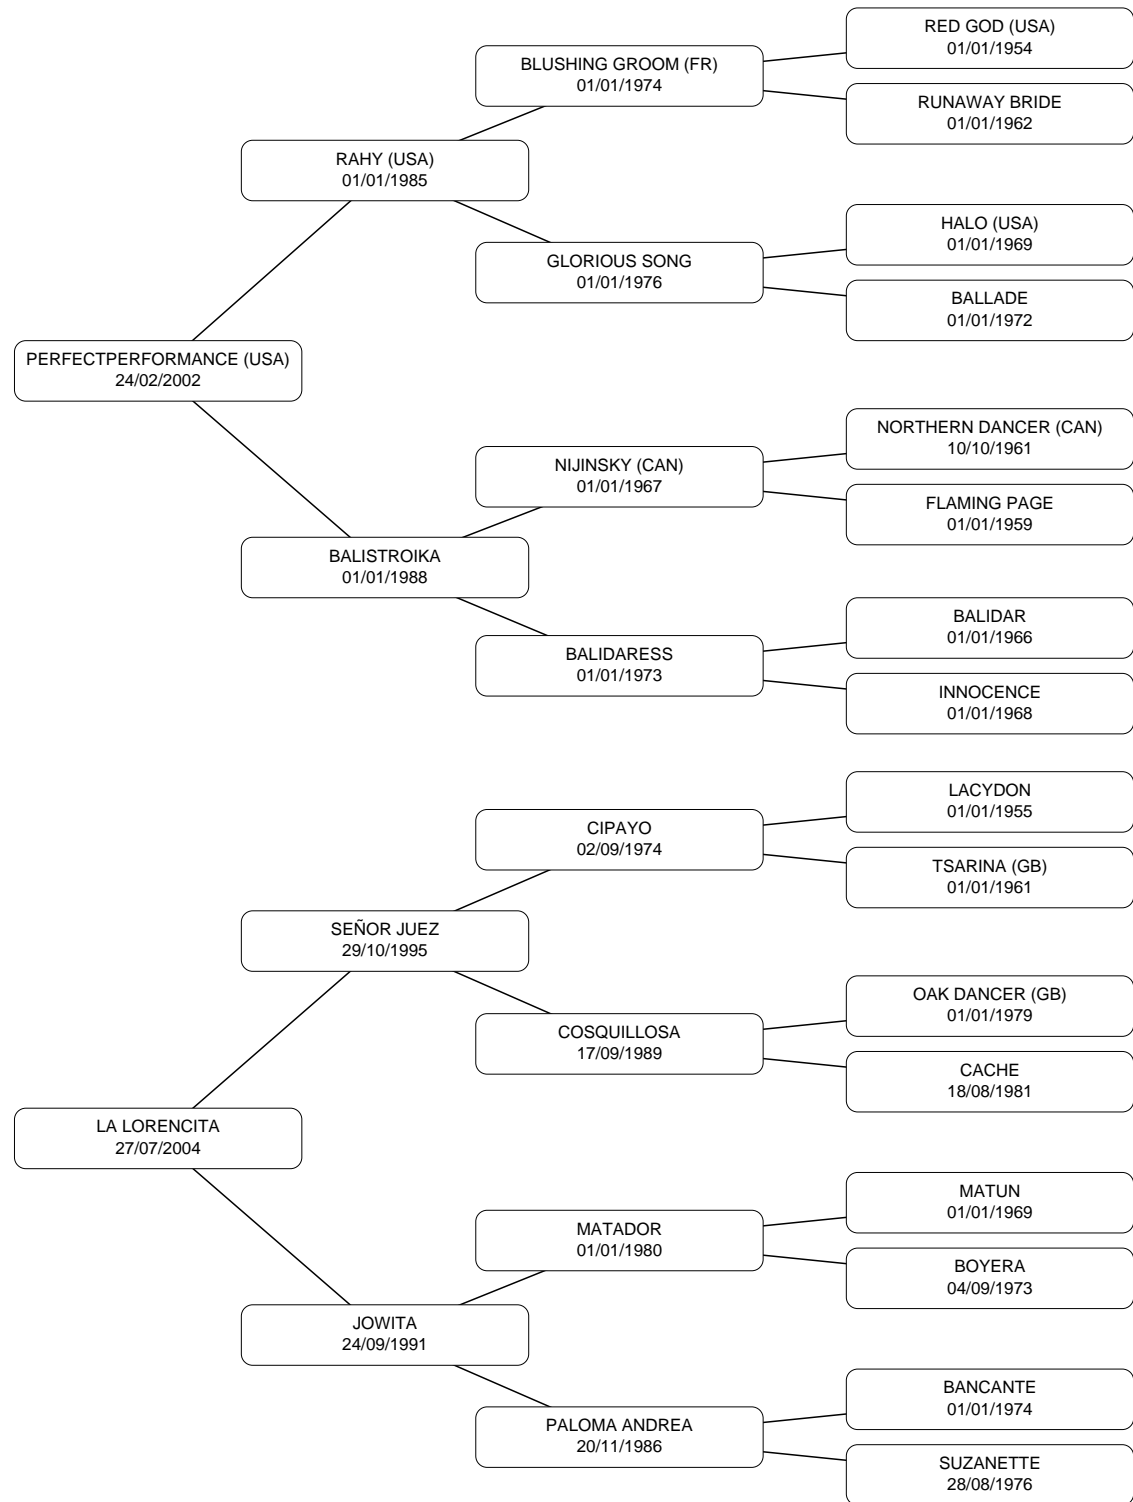 RED GOD (USA)
01/01/1954
BLUSHING GROOM (FR)
01/01/1974
RUNAWAY BRIDE
01/01/1962
RAHY (USA)
01/01/1985
HALO (USA)
01/01/1969
GLORIOUS SONG
01/01/1976
BALLADE
01/01/1972
PERFECTPERFORMANCE (USA)
24/02/2002
NORTHERN DANCER (CAN)
10/10/1961
NIJINSKY (CAN)
01/01/1967
FLAMING PAGE
01/01/1959
BALISTROIKA
01/01/1988
BALIDAR
01/01/1966
BALIDARESS
01/01/1973
INNOCENCE
01/01/1968
LACYDON
01/01/1955
CIPAYO
02/09/1974
TSARINA (GB)
01/01/1961
SEÑOR JUEZ
29/10/1995
OAK DANCER (GB)
01/01/1979
COSQUILLOSA
17/09/1989
CACHE
18/08/1981
LA LORENCITA
27/07/2004
MATUN
01/01/1969
MATADOR
01/01/1980
BOYERA
04/09/1973
JOWITA
24/09/1991
BANCANTE
01/01/1974
PALOMA ANDREA
20/11/1986
SUZANETTE
28/08/1976